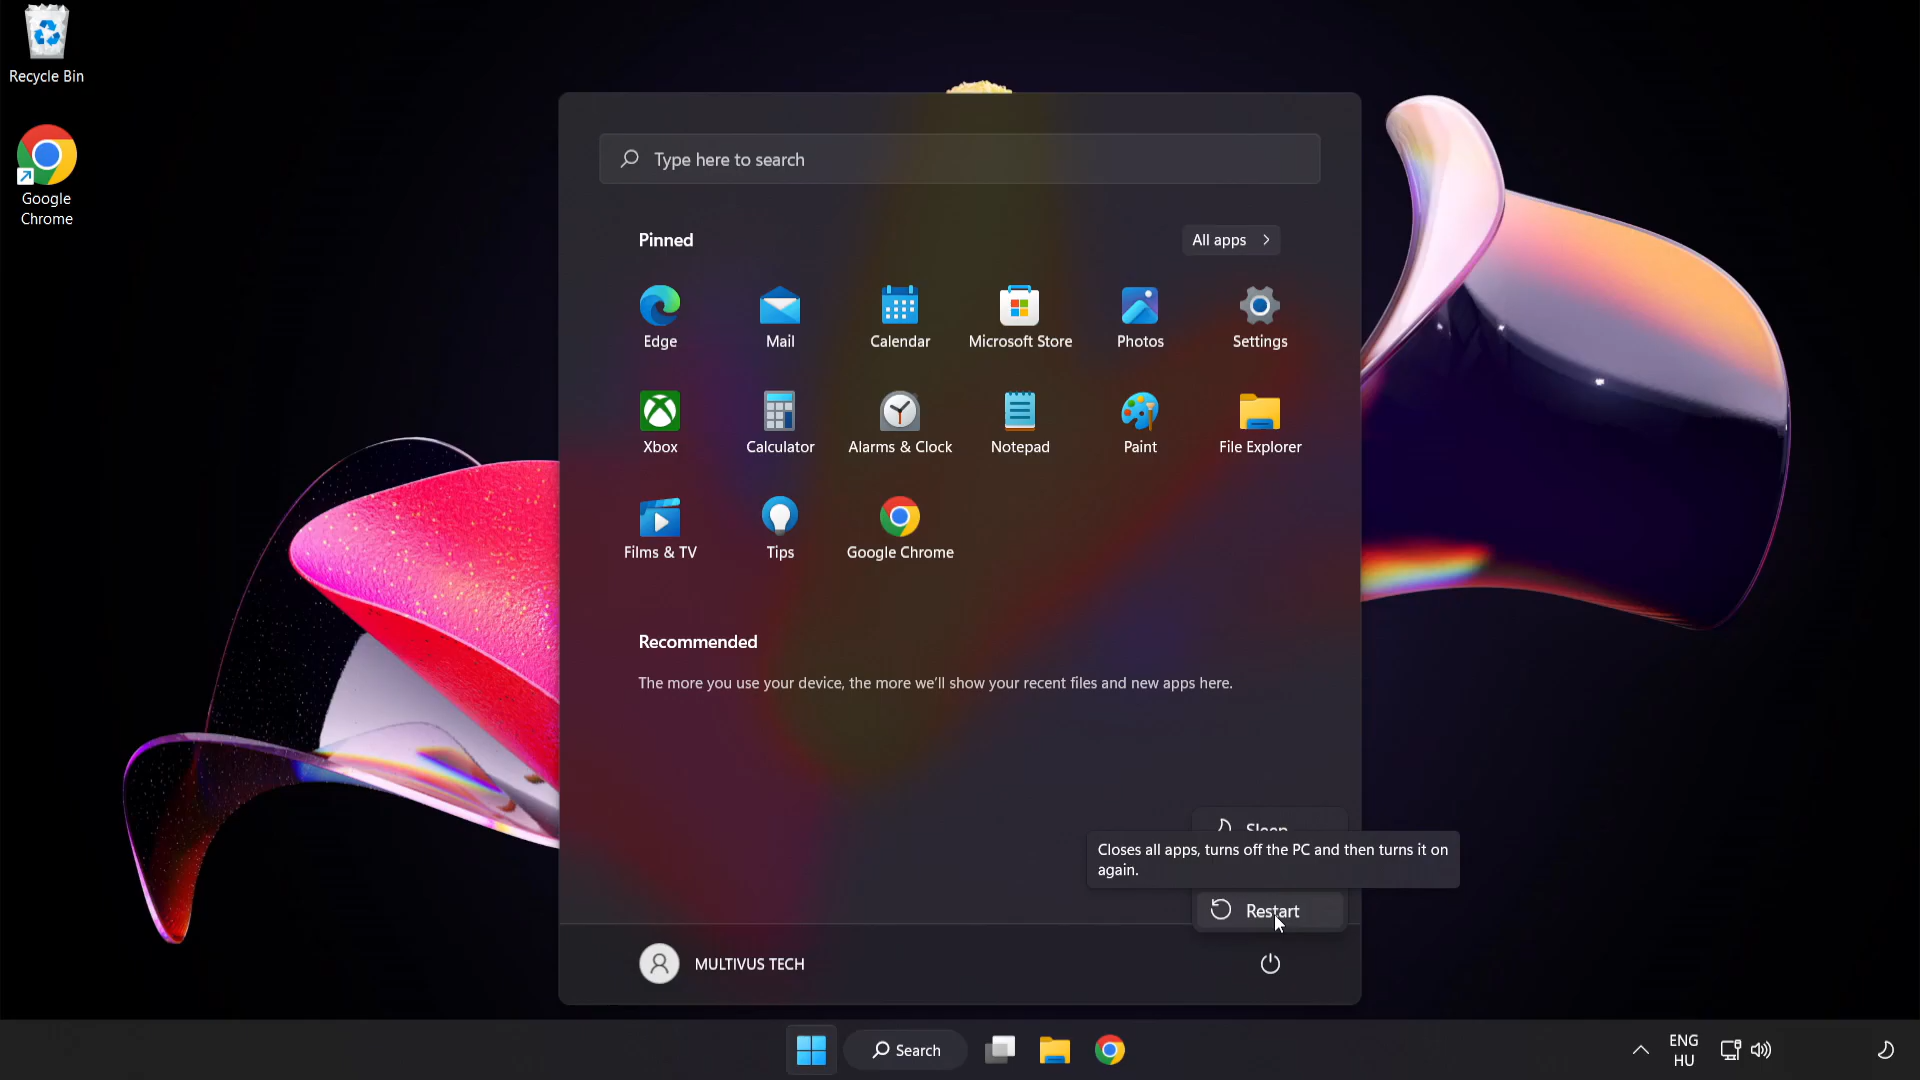 Recycle Bin
Google
Chrome
Type here to search
Pinned
All apps
Edge
Mail
Calendar
Microsoft Store
Photos
Settings
Xbox
Calculator
Alarms & Clock
Notepad
Paint
File Explorer
Films & TV
Tips
Google Chrome
Recommended
The more you use your device, the more we'll show your recent files and new apps here.
Sleep
Closes all apps, turns off the PC and then turns it on
again.
Restart
MULTIVUS TECH
Search
ENG
HU